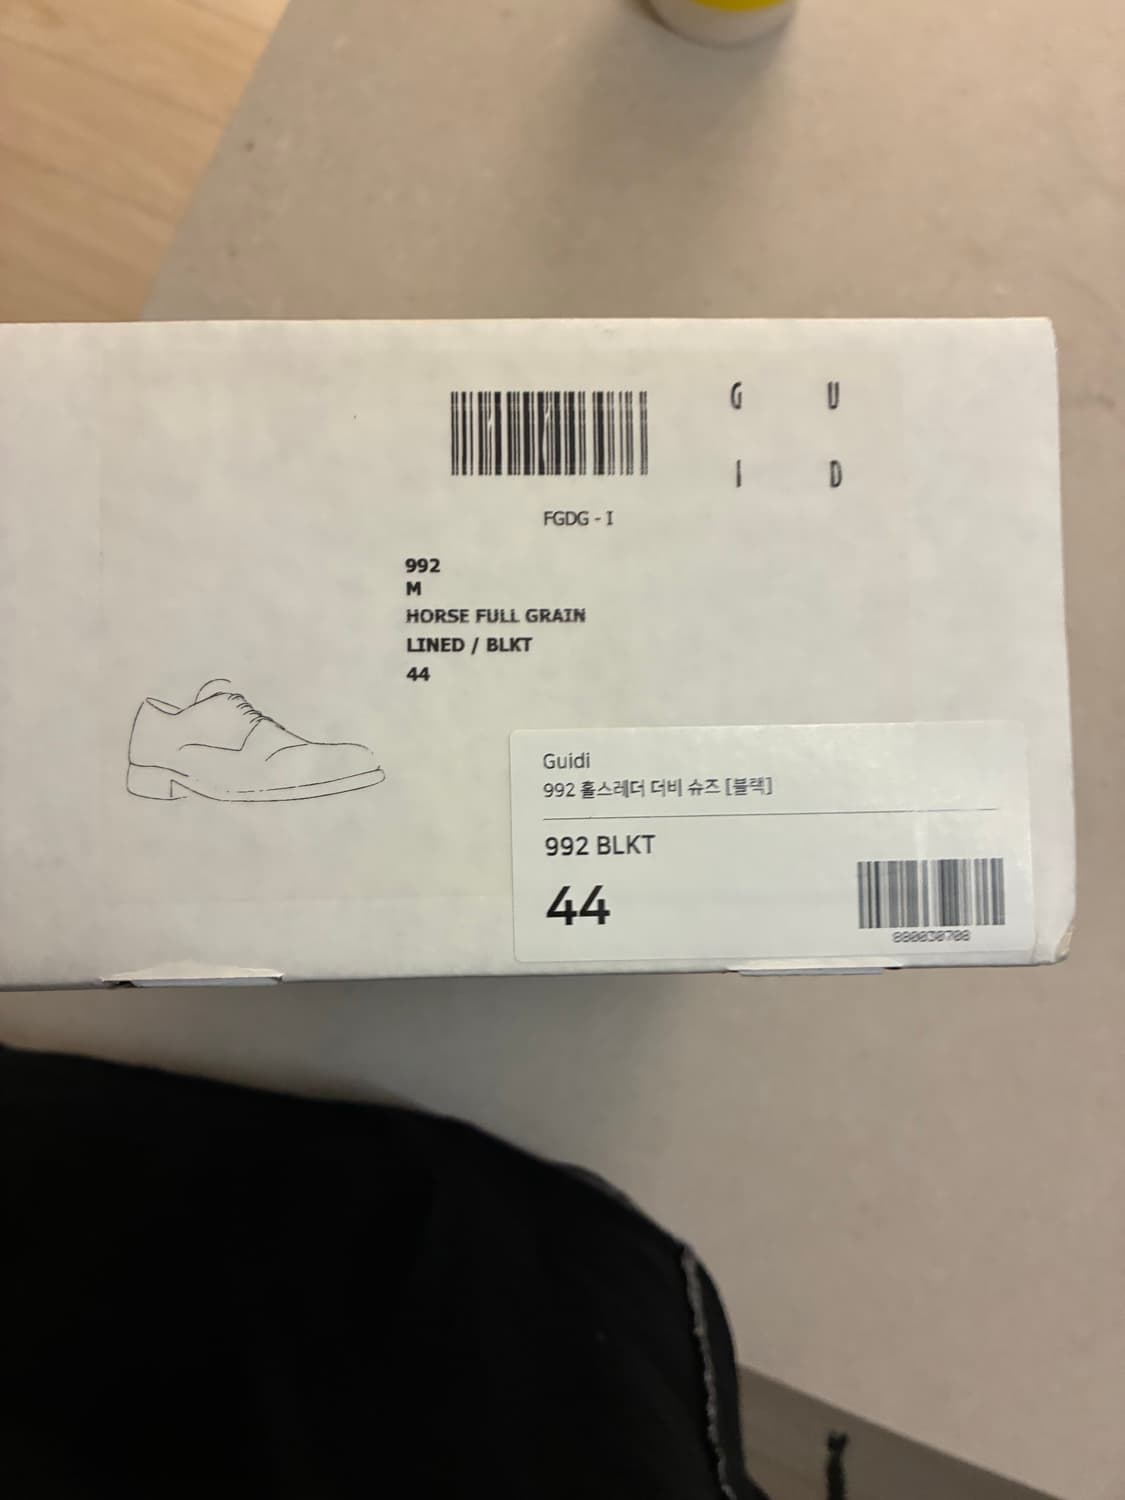 G U
I D
FGDG - I
992
M
HORSE FULL GRAIN
LINED / BLKT
44
Guidi
992 홀스레더 더비 슈즈 [블랙]
992 BLKT
44
080030708